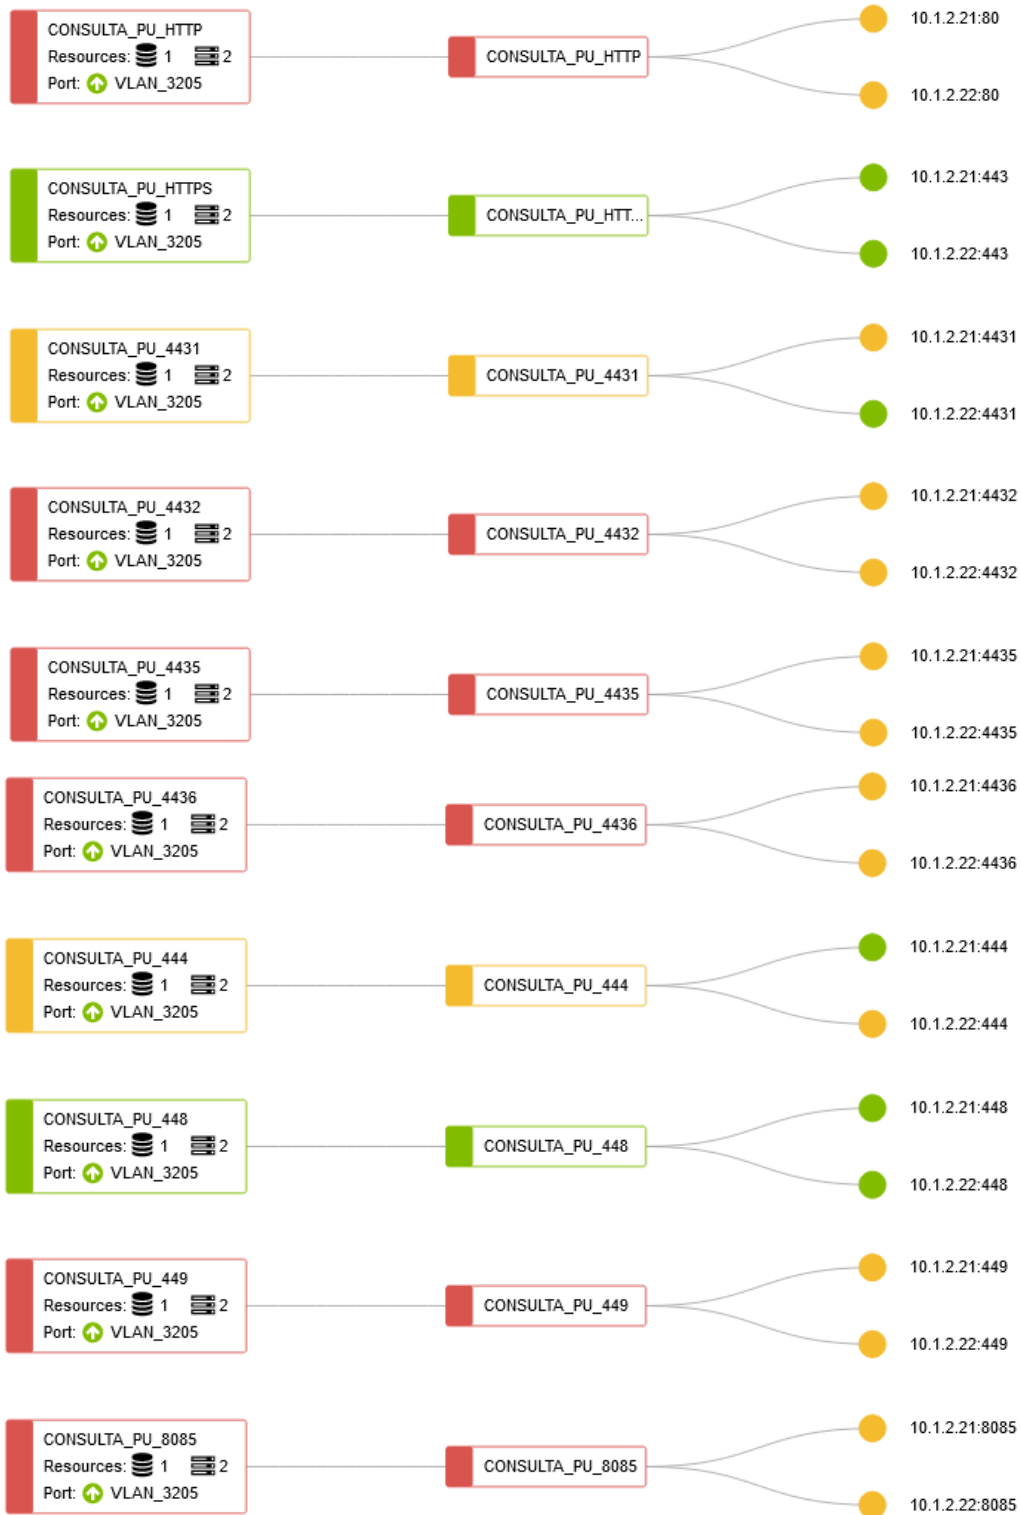 CONSULTA_PU_HTTP
Resources: 1 2
Port: VLAN_3205
CONSULTA_PU_HTTP
10.1.2.21:80
10.1.2.22:80
CONSULTA_PU_HTTPS
Resources: 1 2
Port: VLAN_3205
CONSULTA_PU_HTT...
10.1.2.21:443
10.1.2.22:443
CONSULTA_PU_4431
Resources: 1 2
Port: VLAN_3205
CONSULTA_PU_4431
10.1.2.21:4431
10.1.2.22:4431
CONSULTA_PU_4432
Resources: 1 2
Port: VLAN_3205
CONSULTA_PU_4432
10.1.2.21:4432
10.1.2.22:4432
CONSULTA_PU_4435
Resources: 1 2
Port: VLAN_3205
CONSULTA_PU_4435
10.1.2.21:4435
10.1.2.22:4435
CONSULTA_PU_4436
Resources: 1 2
Port: VLAN_3205
CONSULTA_PU_4436
10.1.2.21:4436
10.1.2.22:4436
CONSULTA_PU_444
Resources: 1 2
Port: VLAN_3205
CONSULTA_PU_444
10.1.2.21:444
10.1.2.22:444
CONSULTA_PU_448
Resources: 1 2
Port: VLAN_3205
CONSULTA_PU_448
10.1.2.21:448
10.1.2.22:448
CONSULTA_PU_449
Resources: 1 2
Port: VLAN_3205
CONSULTA_PU_449
10.1.2.21:449
10.1.2.22:449
CONSULTA_PU_8085
Resources: 1 2
Port: VLAN_3205
CONSULTA_PU_8085
10.1.2.21:8085
10.1.2.22:8085